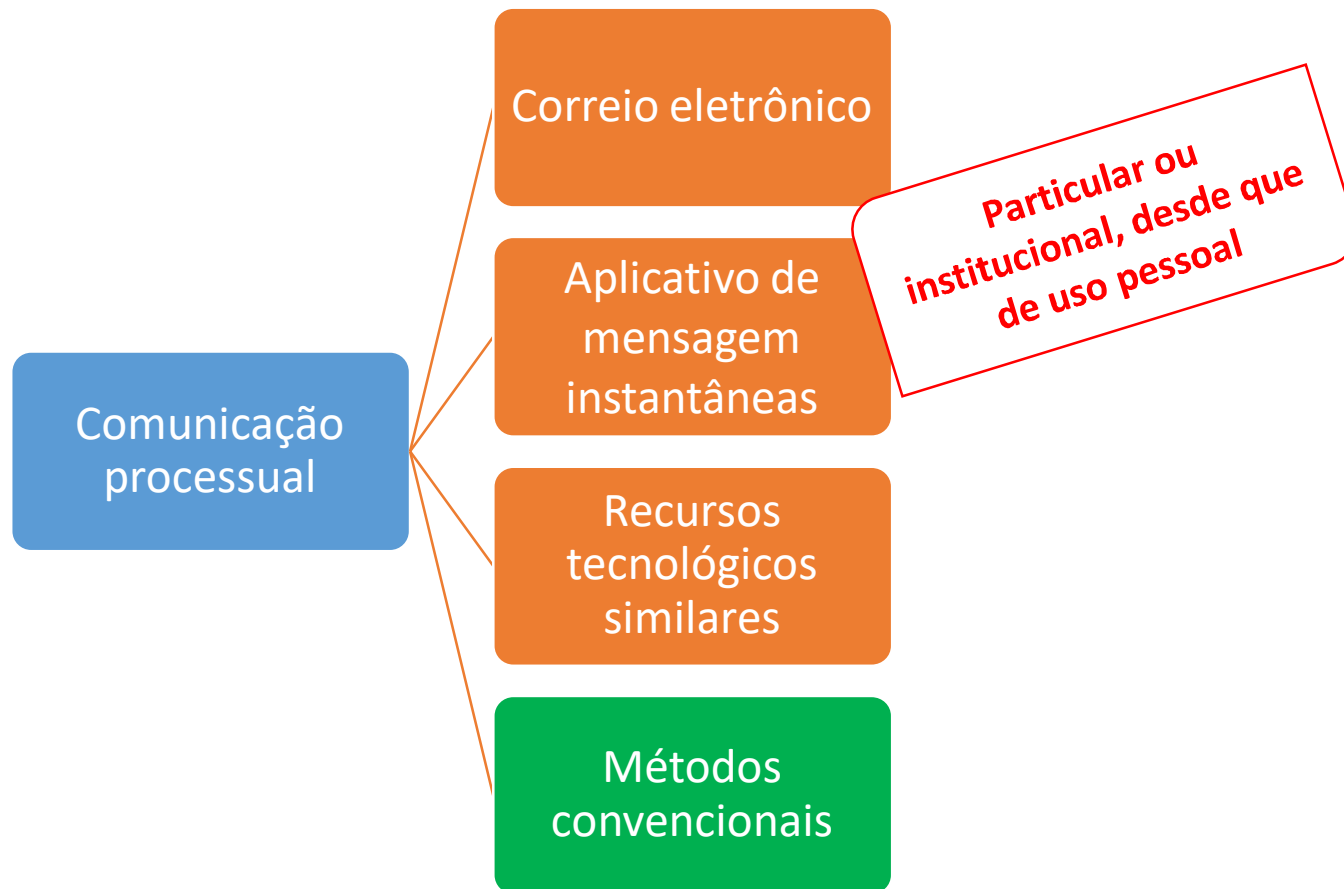 Correio eletrônico
Particular ou
institucional, desde que
de uso pessoal
Aplicativo de
mensagem
instantâneas
Comunicação
processual
Recursos
tecnológicos
similares
Métodos
convencionais